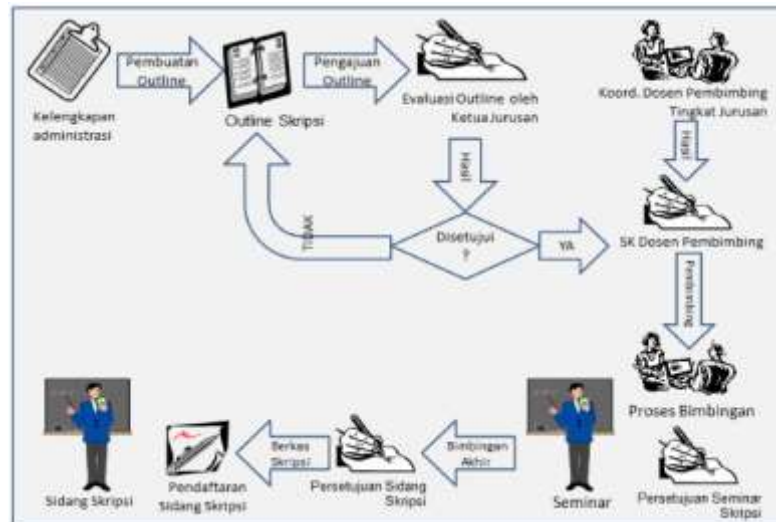 Kelengkapan
administrasi
Pembuatan
Outline
Outline Skripsi
Pengajuan
Outline
Evaluasi Outline oleh
Ketua Jurusan
Koord. Dosen Pembimbing
Tingkat Jurusan
Hasil
Hasil
TIDAK
Disetujui
?
YA
SK Dosen Pembimbing
Pembimbing
Proses Bimbingan
Persetujuan Seminar
Skripsi
Seminar
Bimbingan
Akhir
Persetujuan Sidang
Skripsi
Berkas
Skripsi
Pendaftaran
Sidang Skripsi
Sidang Skripsi